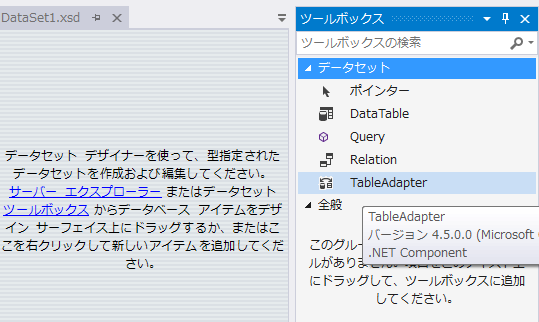 DataSet1.xsd
データセット デザイナーを使って、型指定された
データセットを作成および編集してください。
サーバー エクスプローラー またはデータセット
ツールボックス からデータベース アイテムをデザ
イン サーフェイス上にドラッグするか、またはこ
こを右クリックして新しいアイテムを追加してくだ
さい。
ツールボックス
ツールボックスの検索
データセット
ポインター
DataTable
Query
Relation
TableAdapter
全般
TableAdapter
バージョン 4.5.0.0 (Microsoft
.NET Component
このグルー
ルがありません。
にドラッグして、ツールボックスに追加
してください。